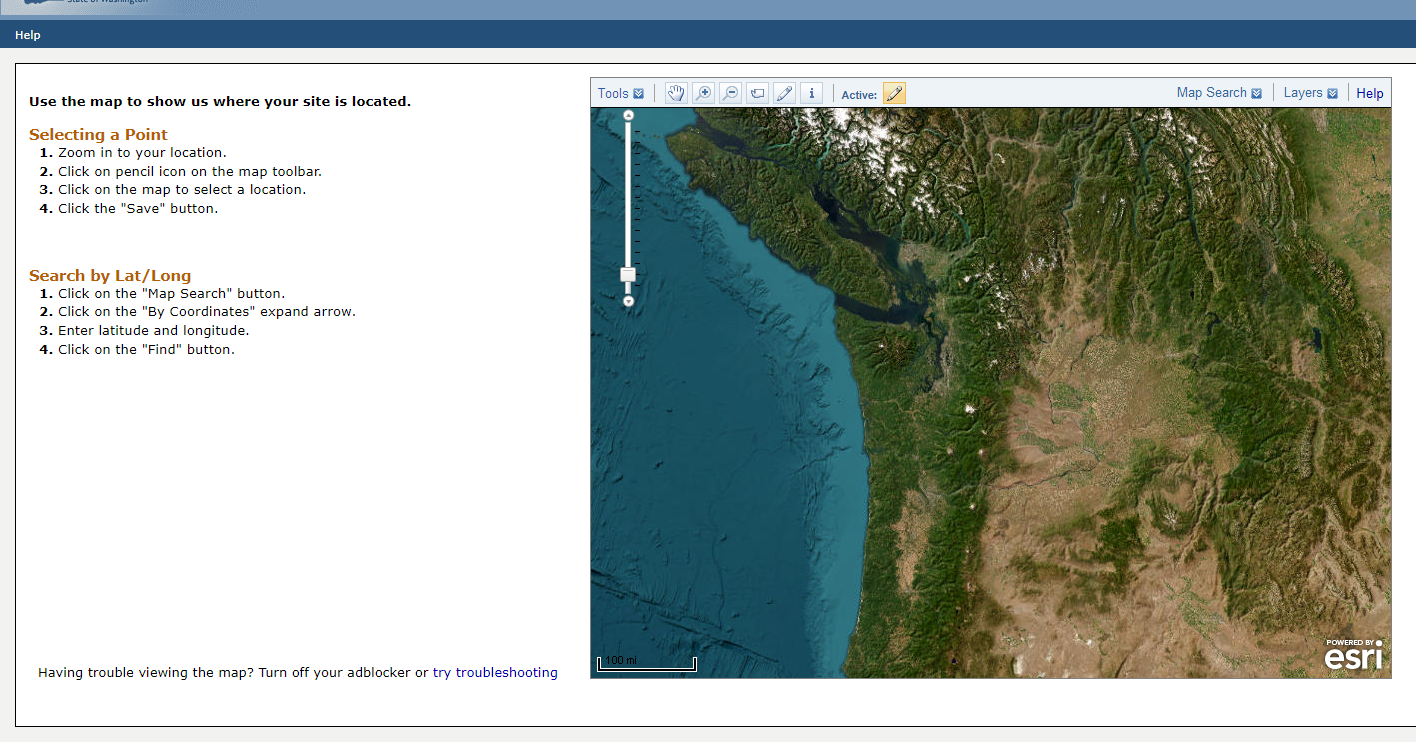 State of Washington
Help
Use the map to show us where your site is located.
Selecting a Point
1. Zoom in to your location.
2. Click on pencil icon on the map toolbar.
3. Click on the map to select a location.
4. Click the "Save" button.
Search by Lat/Long
1. Click on the "Map Search" button.
2. Click on the "By Coordinates" expand arrow.
3. Enter latitude and longitude.
4. Click on the "Find" button.
Having trouble viewing the map? Turn off your adblocker or try troubleshooting
Tools Active: Map Search Layers Help
100 mi
POWERED BY
esri